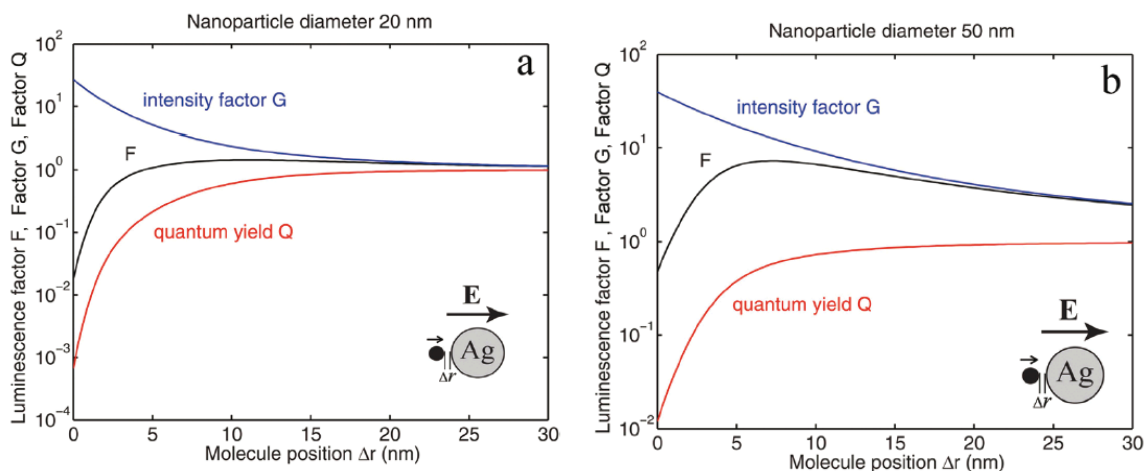 Nanoparticle diameter 20 nm
a
Luminescence factor F, Factor G, Factor Q
10^2
10^1
10^0
10^-1
10^-2
10^-3
10^-4
intensity factor G
F
quantum yield Q
E
Ag
Δr
0 5 10 15 20 25 30
Molecule position Δr (nm)
Nanoparticle diameter 50 nm
b
Luminescence factor F , Factor G, Factor Q
10^2
10^1
10^0
10^-1
10^-2
intensity factor G
F
quantum yield Q
E
Ag
Δr
0 5 10 15 20 25 30
Molecule position Δr (nm)